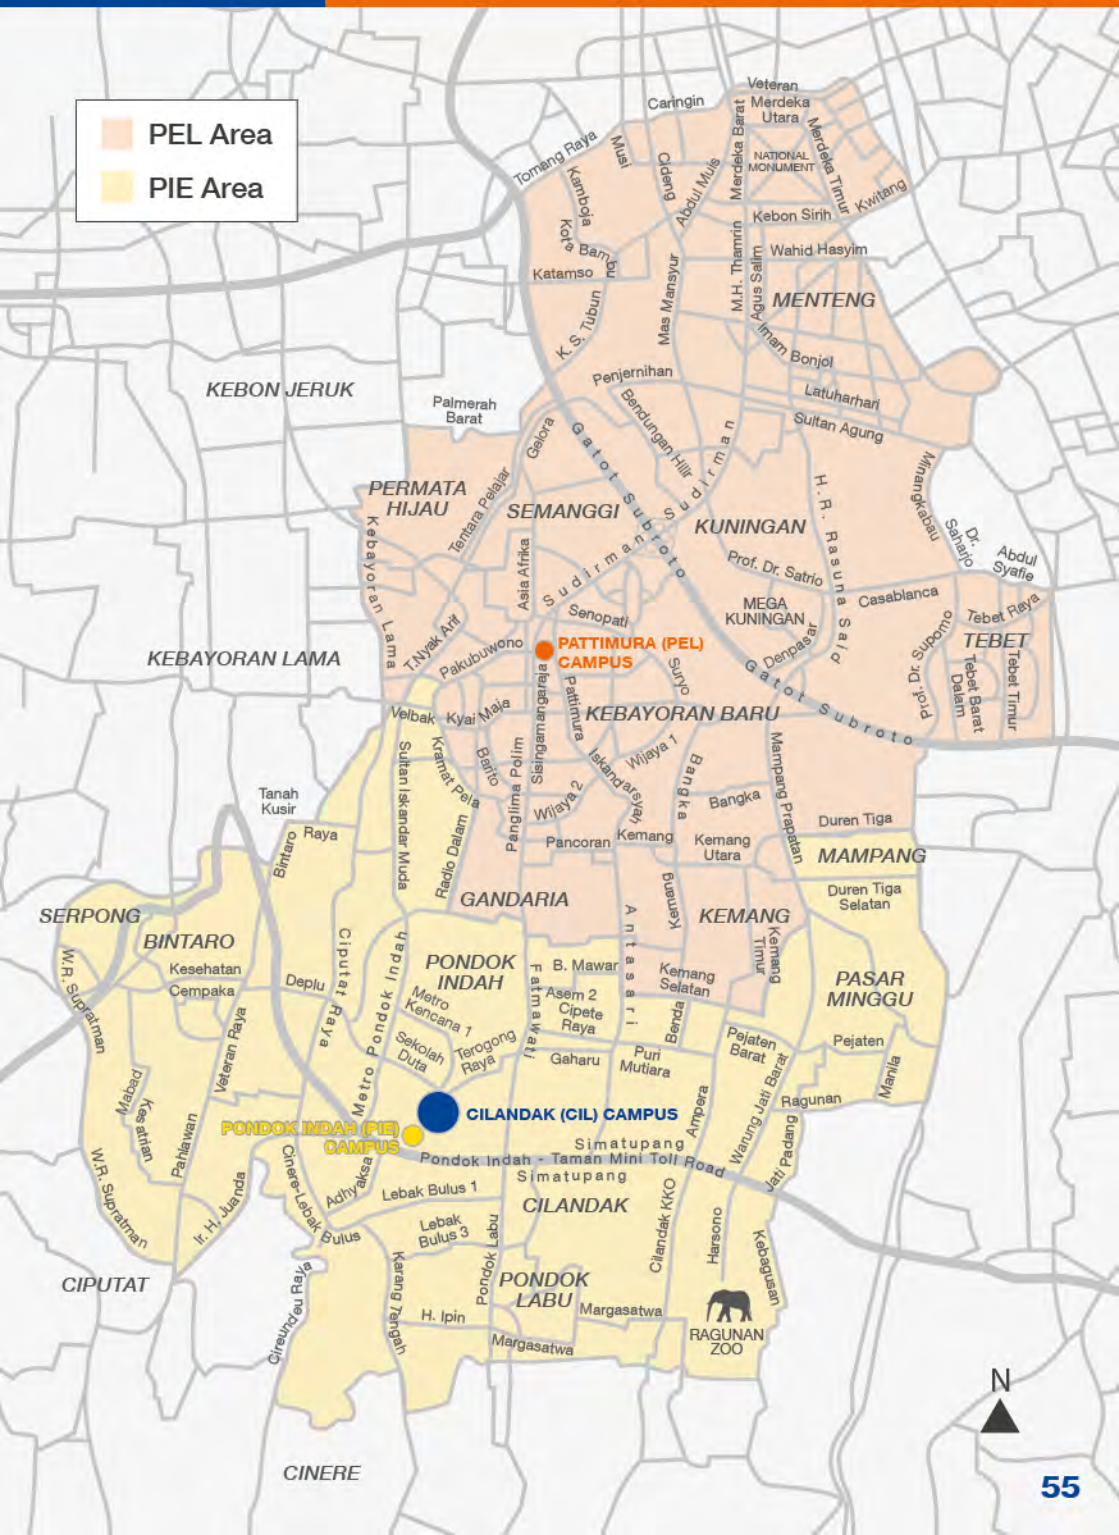 PEL Area
PIE Area
Veteran
Caringin
Merdeka
Utara
Merdeka Barat
Merdeka Timur
NATIONAL
MONUMENT
Tomang Raya
Musi
Cideng
Abdul Muis
Kamboja
Kota Bambu
Kwitang
Kebon Sirih
Wahid Hasyim
M.H. Thamrin
Agus Salim
Katamso
Mas Mansyur
MENTENG
K. S. Tubun
Imam Bonjol
Penjernihan
Latuharhari
Sultan Agung
KEBON JERUK
Palmerah
Barat
Gelora
Bendungan Hilir
Gatot Subroto
Sudirman
Minangkabau
PERMATA
HIJAU
Tentara Pelajar
SEMANGGI
KUNINGAN
H. R. Rasuna Said
Dr.
Saharjo
Abdul
Syafie
Kebayoran Lama
Asia Afrika
Sudirman
Prof. Dr. Satrio
Casablanca
Senopati
MEGA
KUNINGAN
Denpasar
Prof. Dr. Supomo
Tebet Raya
TEBET
Tebet Barat
Dalam
Tebet Timur
T.Nyak Arif
Pakubuwono
PATTIMURA (PEL)
CAMPUS
KEBAYORAN LAMA
Suryo
Gatot Subroto
Sisingamangaraja
Pattimura
Velbak
Kyai Maja
KEBAYORAN BARU
Sultan Iskandar Muda
Kramat Pela
Barito
Panglima Polim
Iskandarsyah
Wijaya 1
Wijaya 2
Bangka
Bangka
Mampang Prapatan
Tanah
Kusir
Bintaro
Raya
Radio Dalam
Pancoran
Kemang
Kemang
Utara
Duren Tiga
MAMPANG
Duren Tiga
Selatan
GANDARIA
Antasari
Kemang
KEMANG
Kemang
Timur
SERPONG
BINTARO
Kesehatan
Cempaka
W.R. Supratman
Deplu
Ciputat Raya
Metro Pondok Indah
PONDOK
INDAH
Metro
Kencana 1
Fatmawati
B. Mawar
Asem 2
Cipete
Raya
Kemang
Selatan
Benda
PASAR
MINGGU
Veteran Raya
Sekolah
Duta
Terogong
Raya
Gaharu
Puri
Mutiara
Pejaten
Barat
Pejaten
Manila
Mabad
Kesatrian
Pahlawan
CILANDAK (CIL) CAMPUS
PONDOK INDAH (PIE)
CAMPUS
Ampera
Warung Jati Barat
Ragunan
Jati Padang
Simatupang
Pondok Indah - Taman Mini Toll Road
Simatupang
W.R. Supratman
Ir. H. Juanda
Cinere-Lebak Bulus
Adhyaksa
Lebak Bulus 1
CILANDAK
Lebak
Bulus 3
Pondok Labu
Cilandak KKO
Harsono
Kebagusan
CIPUTAT
Cireundeu Raya
Karang Tengah
PONDOK
LABU
H. Ipin
Margasatwa
Margasatwa
RAGUNAN
ZOO
N
CINERE
55